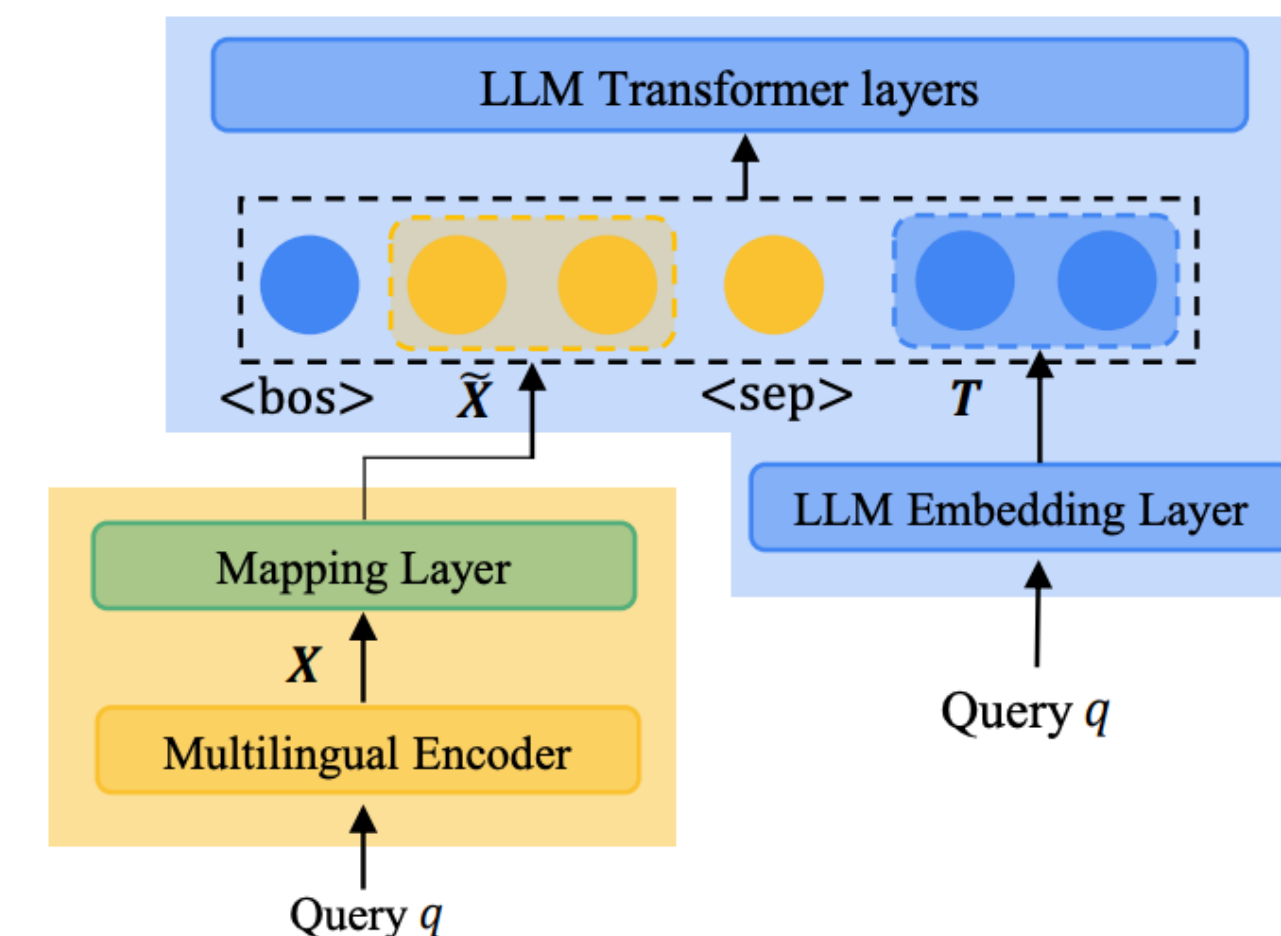 LLM Transformer layers
<bos> X̃ <sep> T
LLM Embedding Layer
Mapping Layer
X
Query q
Multilingual Encoder
Query q